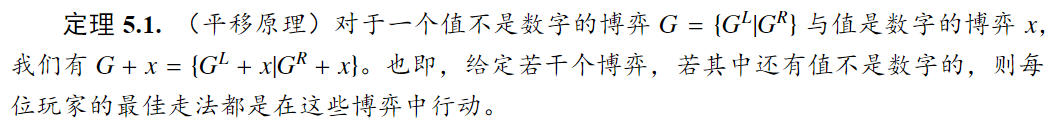 定理 5.1. （平移原理）对于一个值不是数字的博弈 G = {G^L|G^R} 与值是数字的博弈 x,
我们有 G + x = {G^L + x|G^R + x}。也即，给定若干个博弈，若其中还有值不是数字的，则每
位玩家的最佳走法都是在这些博弈中行动。